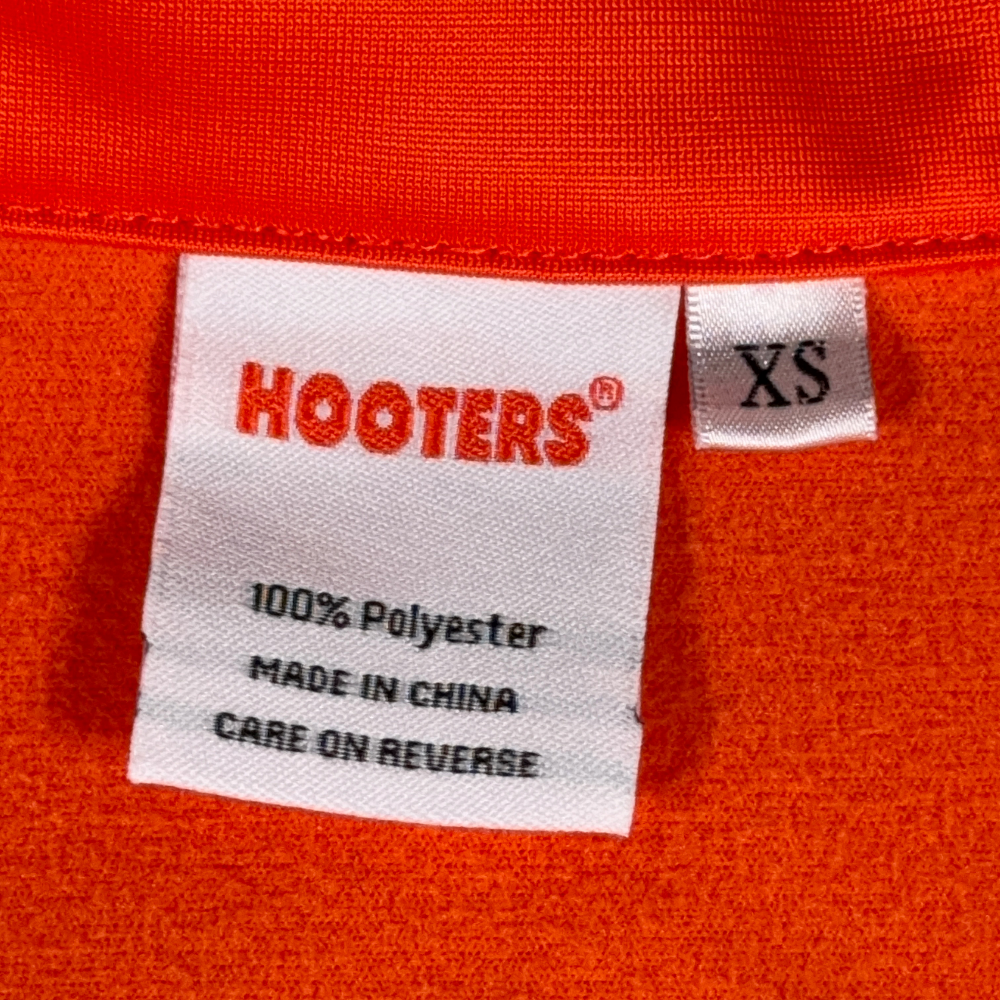 HOOTERS®
XS
100% Polyester
MADE IN CHINA
CARE ON REVERSE